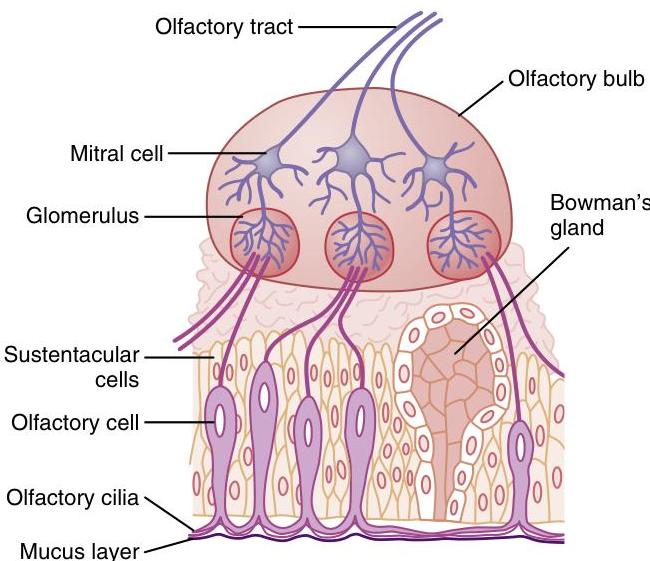 Olfactory tract
Olfactory bulb
Mitral cell
Bowman's
gland
Glomerulus
Sustentacular
cells
Olfactory cell
Olfactory cilia
Mucus layer